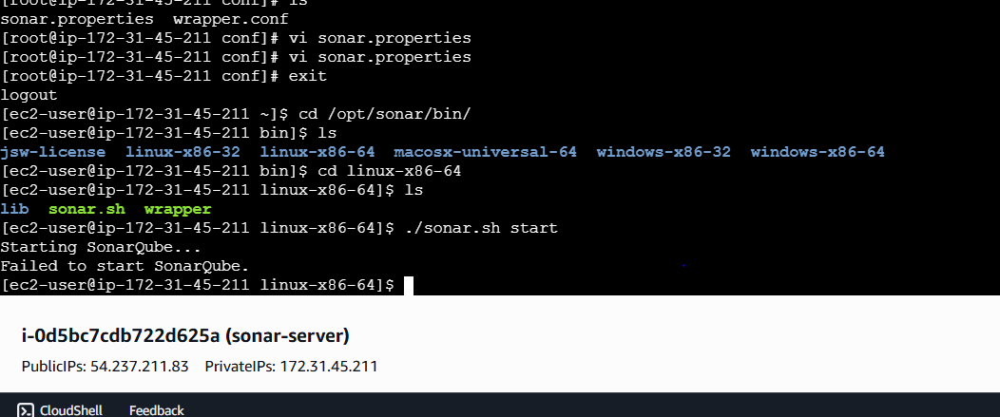 [root@ip-172-31-45-211 conf]# ls
sonar.properties  wrapper.conf
[root@ip-172-31-45-211 conf]# vi sonar.properties
[root@ip-172-31-45-211 conf]# vi sonar.properties
[root@ip-172-31-45-211 conf]# exit
logout
[ec2-user@ip-172-31-45-211 ~]$ cd /opt/sonar/bin/
[ec2-user@ip-172-31-45-211 bin]$ ls
jsw-license  linux-x86-32  linux-x86-64  macosx-universal-64  windows-x86-32  windows-x86-64
[ec2-user@ip-172-31-45-211 bin]$ cd linux-x86-64
[ec2-user@ip-172-31-45-211 linux-x86-64]$ ls
lib  sonar.sh  wrapper
[ec2-user@ip-172-31-45-211 linux-x86-64]$ ./sonar.sh start
Starting SonarQube...
Failed to start SonarQube.
[ec2-user@ip-172-31-45-211 linux-x86-64]$
i-0d5bc7cdb722d625a (sonar-server)
PublicIPs: 54.237.211.83  PrivateIPs: 172.31.45.211
CloudShell  Feedback